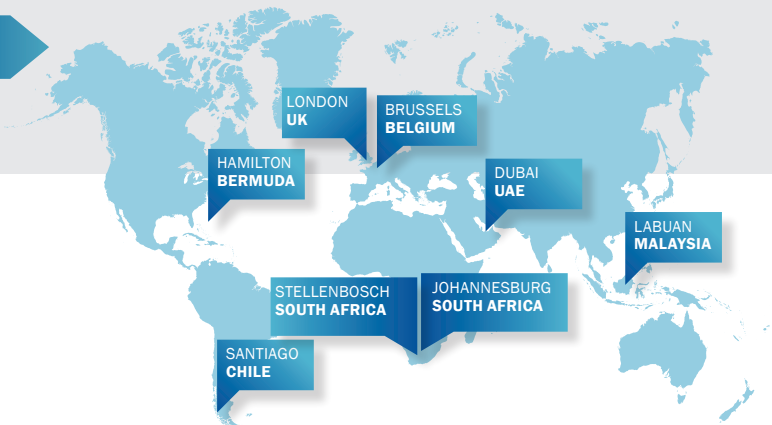 LONDON
UK
BRUSSELS
BELGIUM
HAMILTON
BERMUDA
DUBAI
UAE
LABUAN
MALAYSIA
STELLENBOSCH
SOUTH AFRICA
JOHANNESBURG
SOUTH AFRICA
SANTIAGO
CHILE